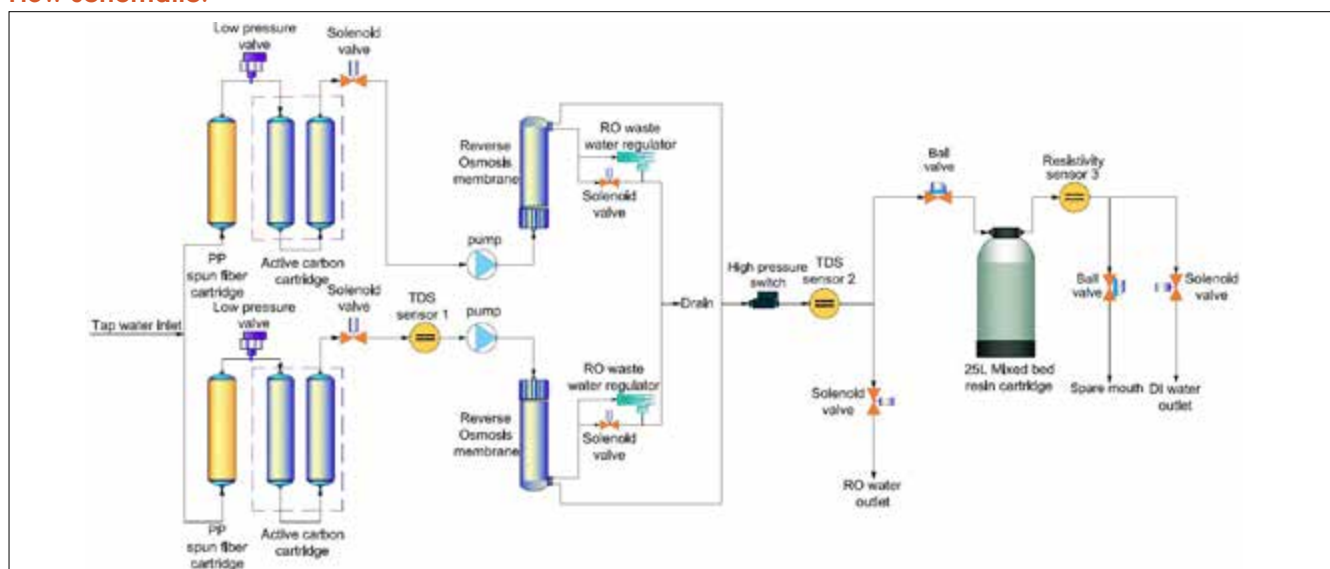 Low pressure
valve
Solenoid
valve
PP
spun fiber
cartridge
Active carbon
cartridge
Tap water inlet
Low pressure
valve
Solenoid
valve
TDS
sensor 1
pump
pump
PP
spun fiber
cartridge
Active carbon
cartridge
Reverse
Osmosis
membrane
RO waste
water regulator
Solenoid
valve
Drain
Reverse
Osmosis
membrane
RO waste
water regulator
Solenoid
valve
High pressure
switch
TDS
sensor 2
Solenoid
valve
RO water
outlet
Ball
valve
25L Mixed bed
resin cartridge
Resistivity
sensor 3
Ball
valve
Solenoid
valve
Spare mouth
DI water
outlet